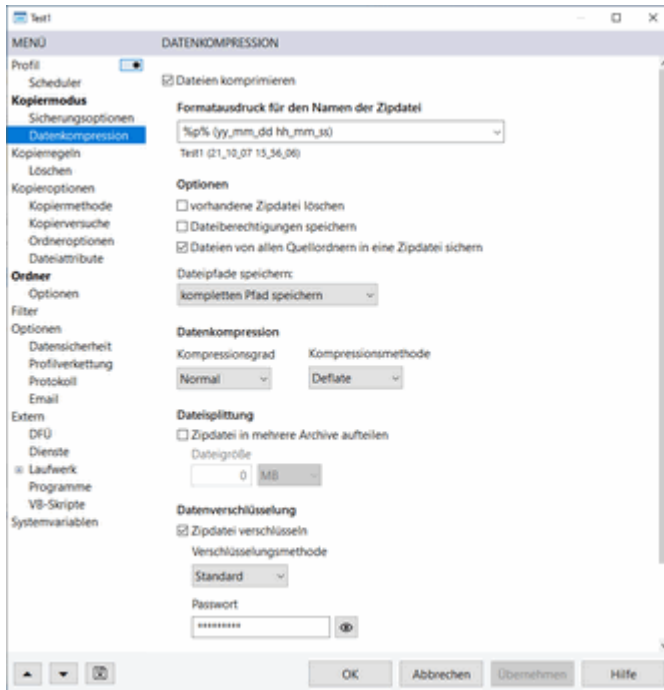 Test1
MENÜ
DATENKOMPRESSION
Profil
Scheduler
Kopiermodus
Sicherungsoptionen
Datenkompression
Kopierregeln
Löschen
Kopieroptionen
Kopiermethode
Kopierversuche
Ordneroptionen
Dateiattribute
Ordner
Optionen
Filter
Optionen
Datensicherheit
Profilverkettung
Protokoll
Email
Extern
DFÜ
Dienste
Laufwerk
Programme
VB-Skripte
Systemvariablen
Dateien komprimieren
Formatausdruck für den Namen der Zipdatei
%p% (yy_mm_dd hh_mm_ss)
Test1 (21_10_07 15_56_06)
Optionen
vorhandene Zipdatei löschen
Dateiberechtigungen speichern
Dateien von allen Quellordnern in eine Zipdatei sichern
Dateipfade speichern:
kompletten Pfad speichern
Datenkompression
Kompressionsgrad Kompressionsmethode
Normal Deflate
Dateisplittung
Zipdatei in mehrere Archive aufteilen
Dateigröße
0 MB
Datenverschlüsselung
Zipdatei verschlüsseln
Verschlüsselungsmethode
Standard
Passwort
*********
OK Abbrechen Übernehmen Hilfe